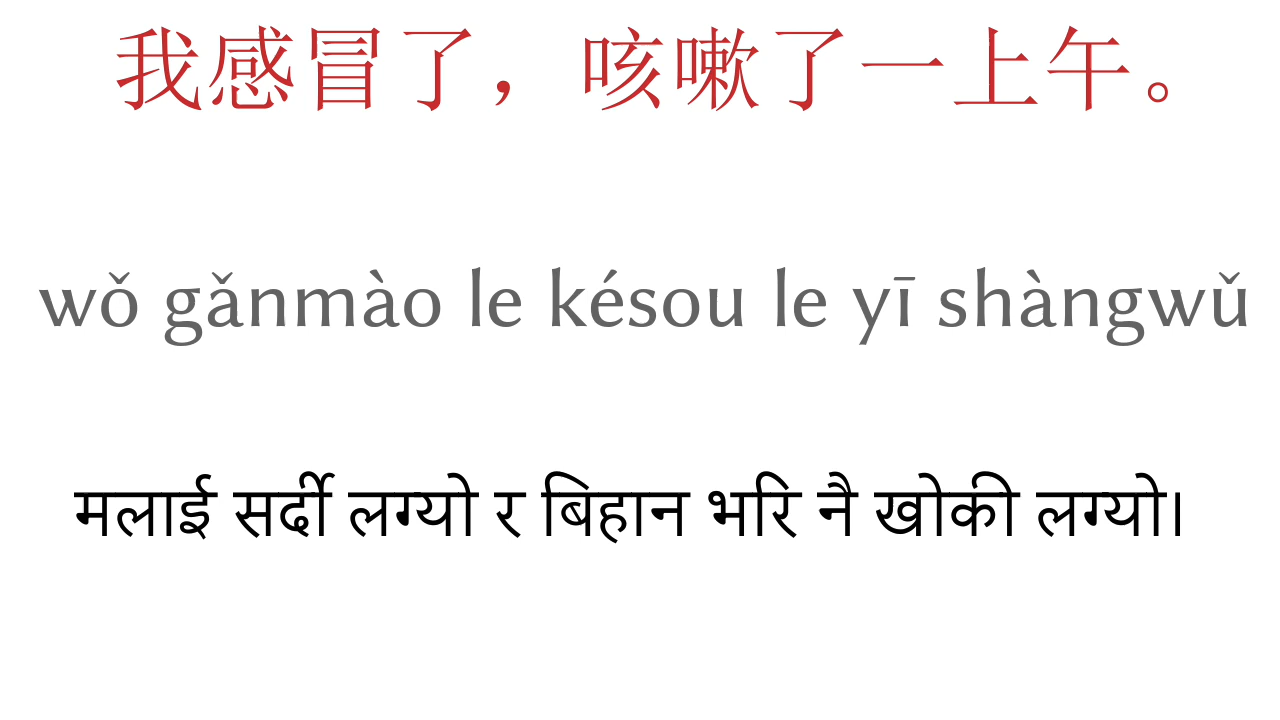 我感冒了，咳嗽了一上午。
wǒ gǎnmào le késou le yī shàngwǔ
मलाई सर्दी लग्यो र बिहान भरि नै खोकी लग्यो।